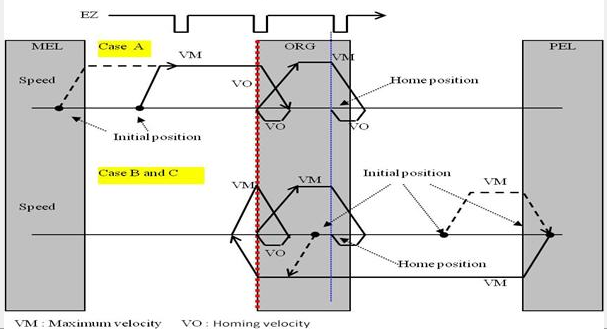 EZ
MEL
Case A
VM
ORG
VM
PEL
Speed
VO
Home position
VO
VO
Initial position
Case B and C
VM
VM
Initial position
VM
Speed
VO
Home position
VM
VM : Maximum velocity VO : Homing velocity